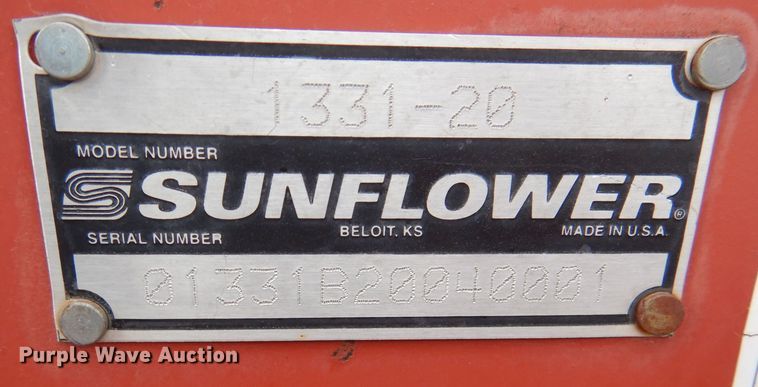 1331-20
MODEL NUMBER
SUNFLOWER®
SERIAL NUMBER BELOIT, KS MADE IN U.S.A.
01331B20040001
Purple Wave Auction